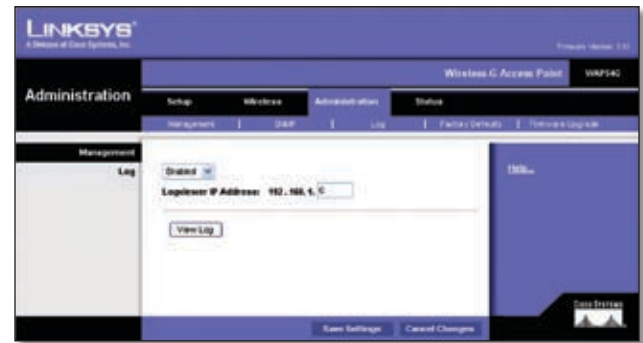 LINKSYS
A Division of Cisco Systems, Inc.
Wireless-G Access Point WAP54G
Administration
Setup Wireless Administration Status
Management | SNMP | Log | Factory Defaults | Firmware Upgrade
Management
Log
Logviewer IP Address: 192.168.1.
View Log
Help...
Save Settings Cancel Changes
Cisco Systems